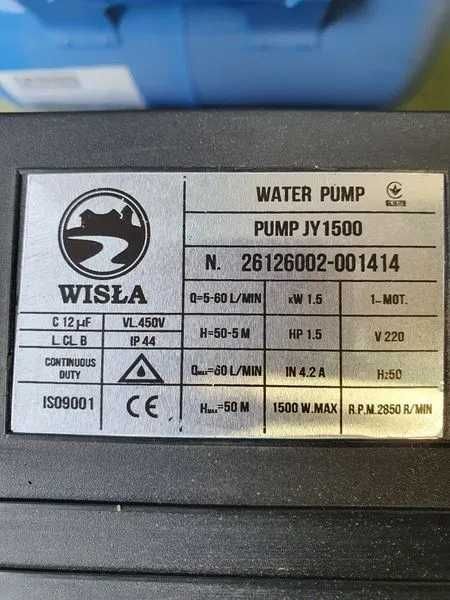 WATER PUMP
PUMP JY1500
N. 26126002-001414
WISŁA
Q=5-60 L/MIN kW 1.5 1~MOT.
C 12 µF VL.450V
H=50-5 M HP 1.5 V 220
I. CL. B IP 44
CONTINUOUS
DUTY
QMAX=60 L/MIN IN 4.2 A Hz50
ISO9001 CE HMAX=50 M 1500 W.MAX R.P.M.2850 R/MIN